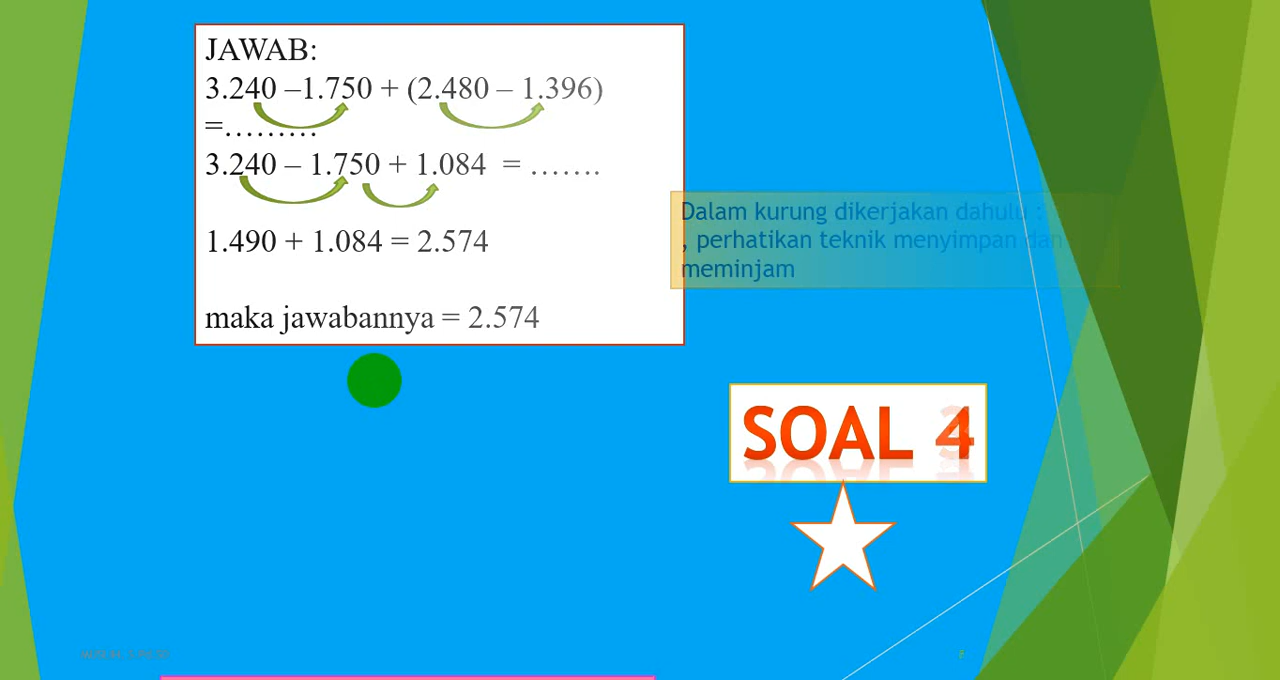 JAWAB:
3.240 –1.750 + (2.480 – 1.396)
=………
3.240 – 1.750 + 1.084 = …….
1.490 + 1.084 = 2.574
maka jawabannya = 2.574
Dalam kurung dikerjakan dahulu :
, perhatikan teknik menyimpan dan
meminjam
SOAL 4